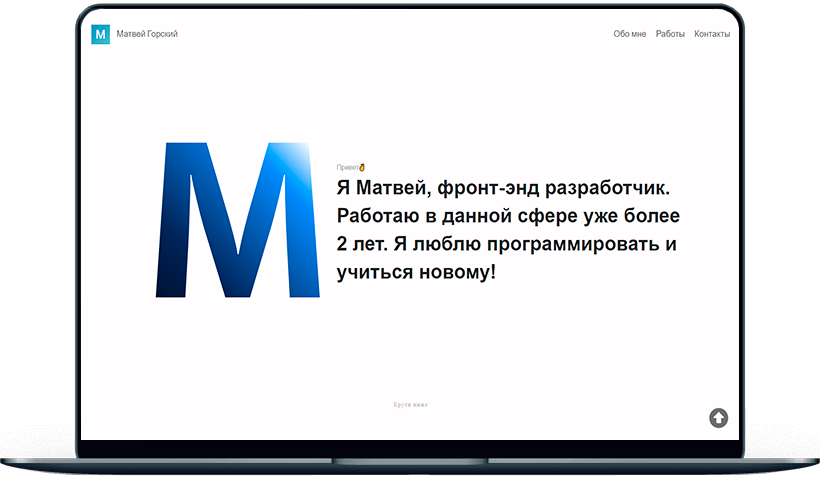 М Матвей Горский
Обо мне Работы Контакты
М
Привет
Я Матвей, фронт-энд разработчик.
Работаю в данной сфере уже более
2 лет. Я люблю программировать и
учиться новому!
Крути ниже